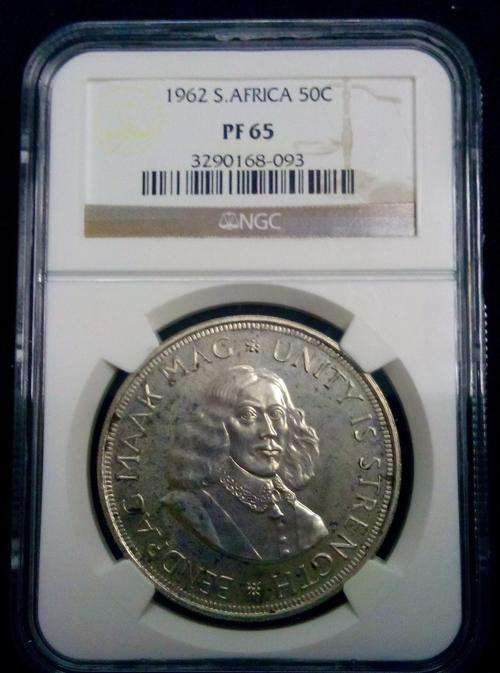 1962 S.AFRICA 50C
PF 65
3290168-093
NGC
EENDRAG MAAK MAG * UNITY IS STRENGTH *